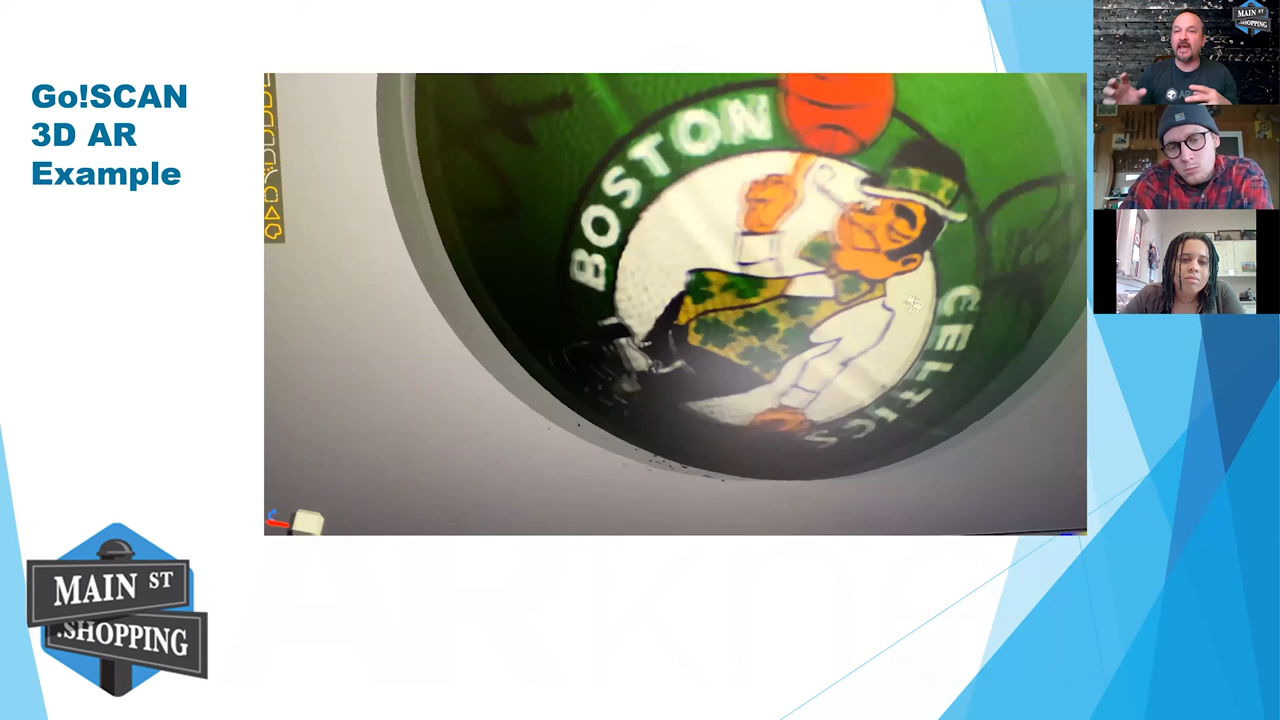 Go!SCAN
3D AR
Example
BOSTON
CELTICS
MAIN ST
.SHOPPING
MAIN ST
.SHOPPING